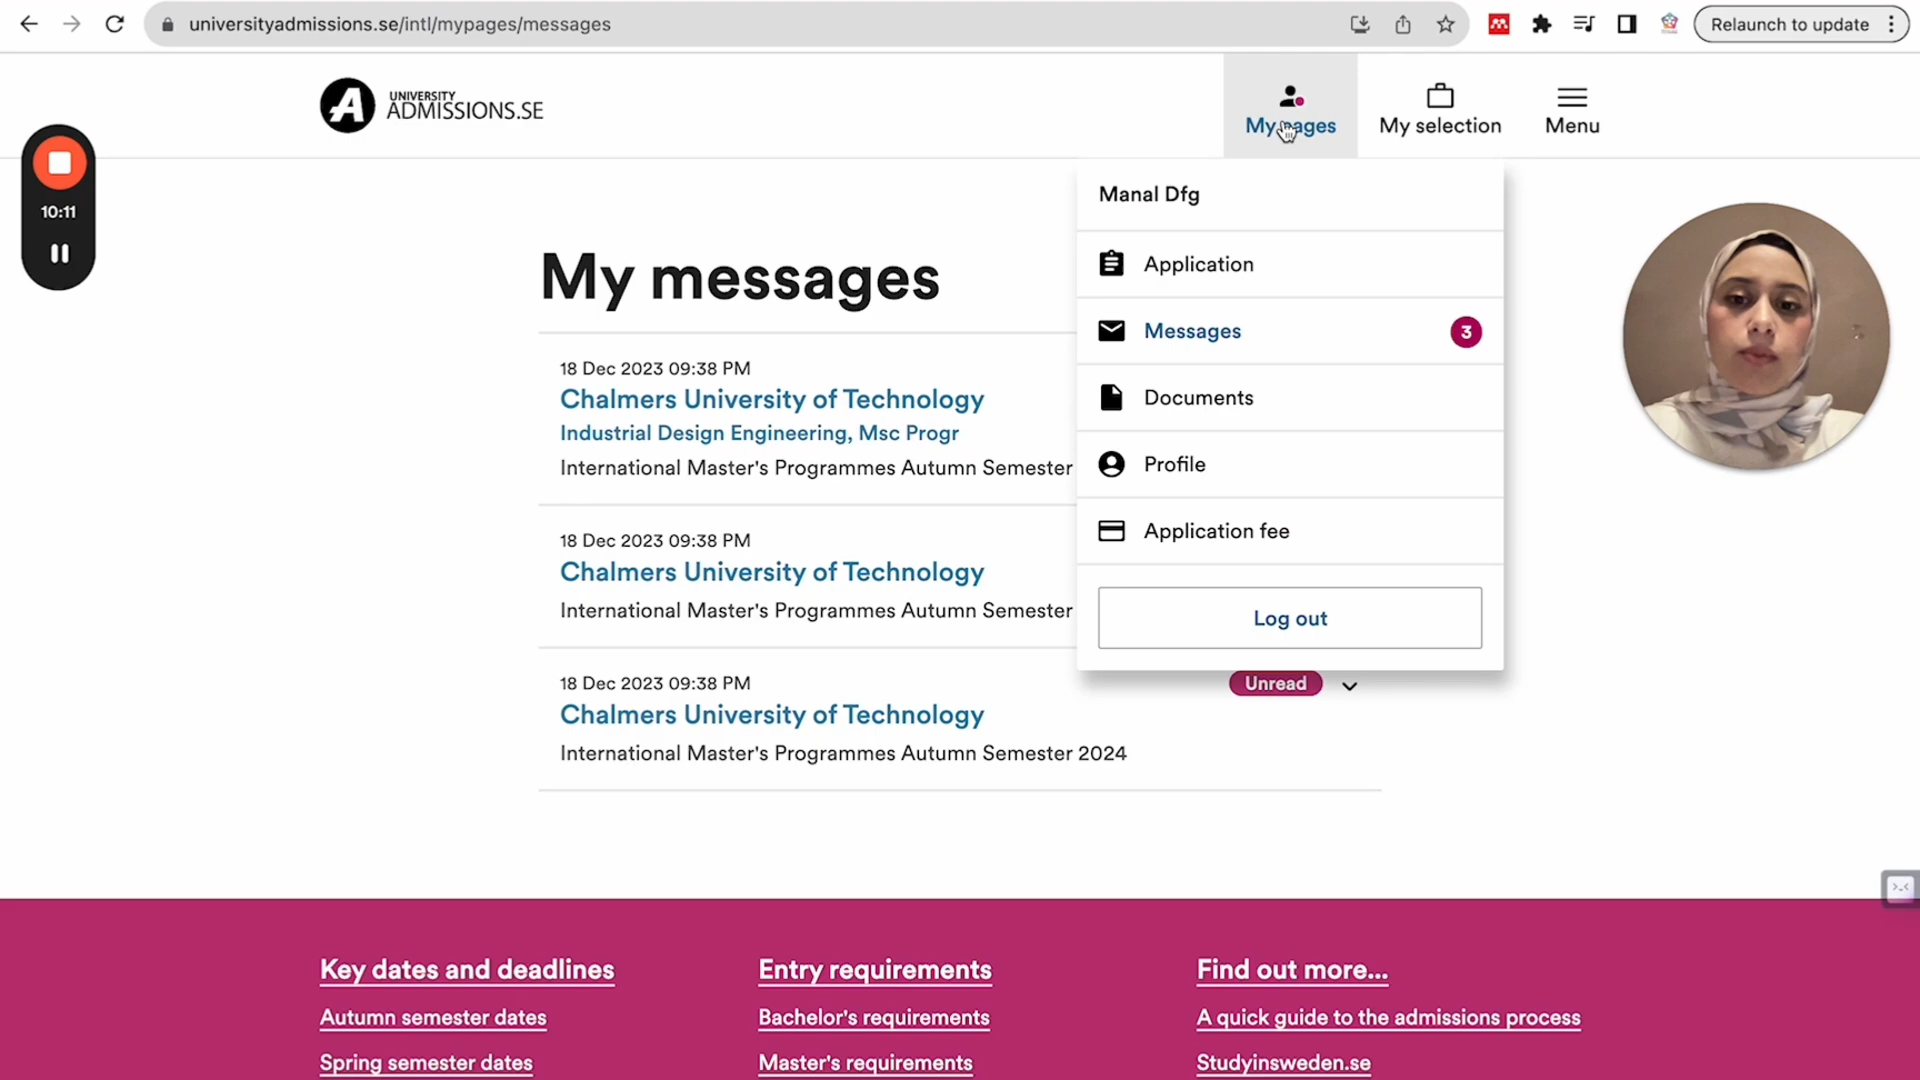 universityadmissions.se/intl/mypages/messages
Relaunch to update
UNIVERSITY
ADMISSIONS.SE
My pages
My selection
Menu
10:11
Manal Dfg
Application
Messages
3
Documents
Profile
Application fee
Log out
My messages
18 Dec 2023 09:38 PM
Chalmers University of Technology
Industrial Design Engineering, Msc Progr
International Master's Programmes Autumn Semester
18 Dec 2023 09:38 PM
Chalmers University of Technology
International Master's Programmes Autumn Semester
18 Dec 2023 09:38 PM
Unread
Chalmers University of Technology
International Master's Programmes Autumn Semester 2024
Key dates and deadlines
Autumn semester dates
Spring semester dates
Entry requirements
Bachelor's requirements
Master's requirements
Find out more...
A quick guide to the admissions process
Studyinsweden.se